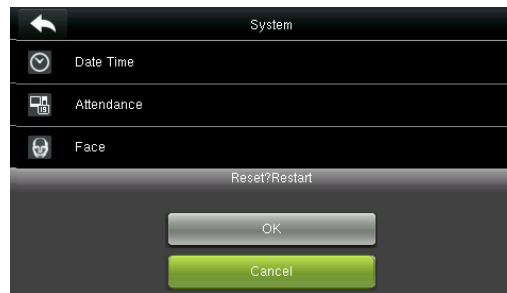 System
Date Time
Attendance
Face
Reset?Restart
OK
Cancel